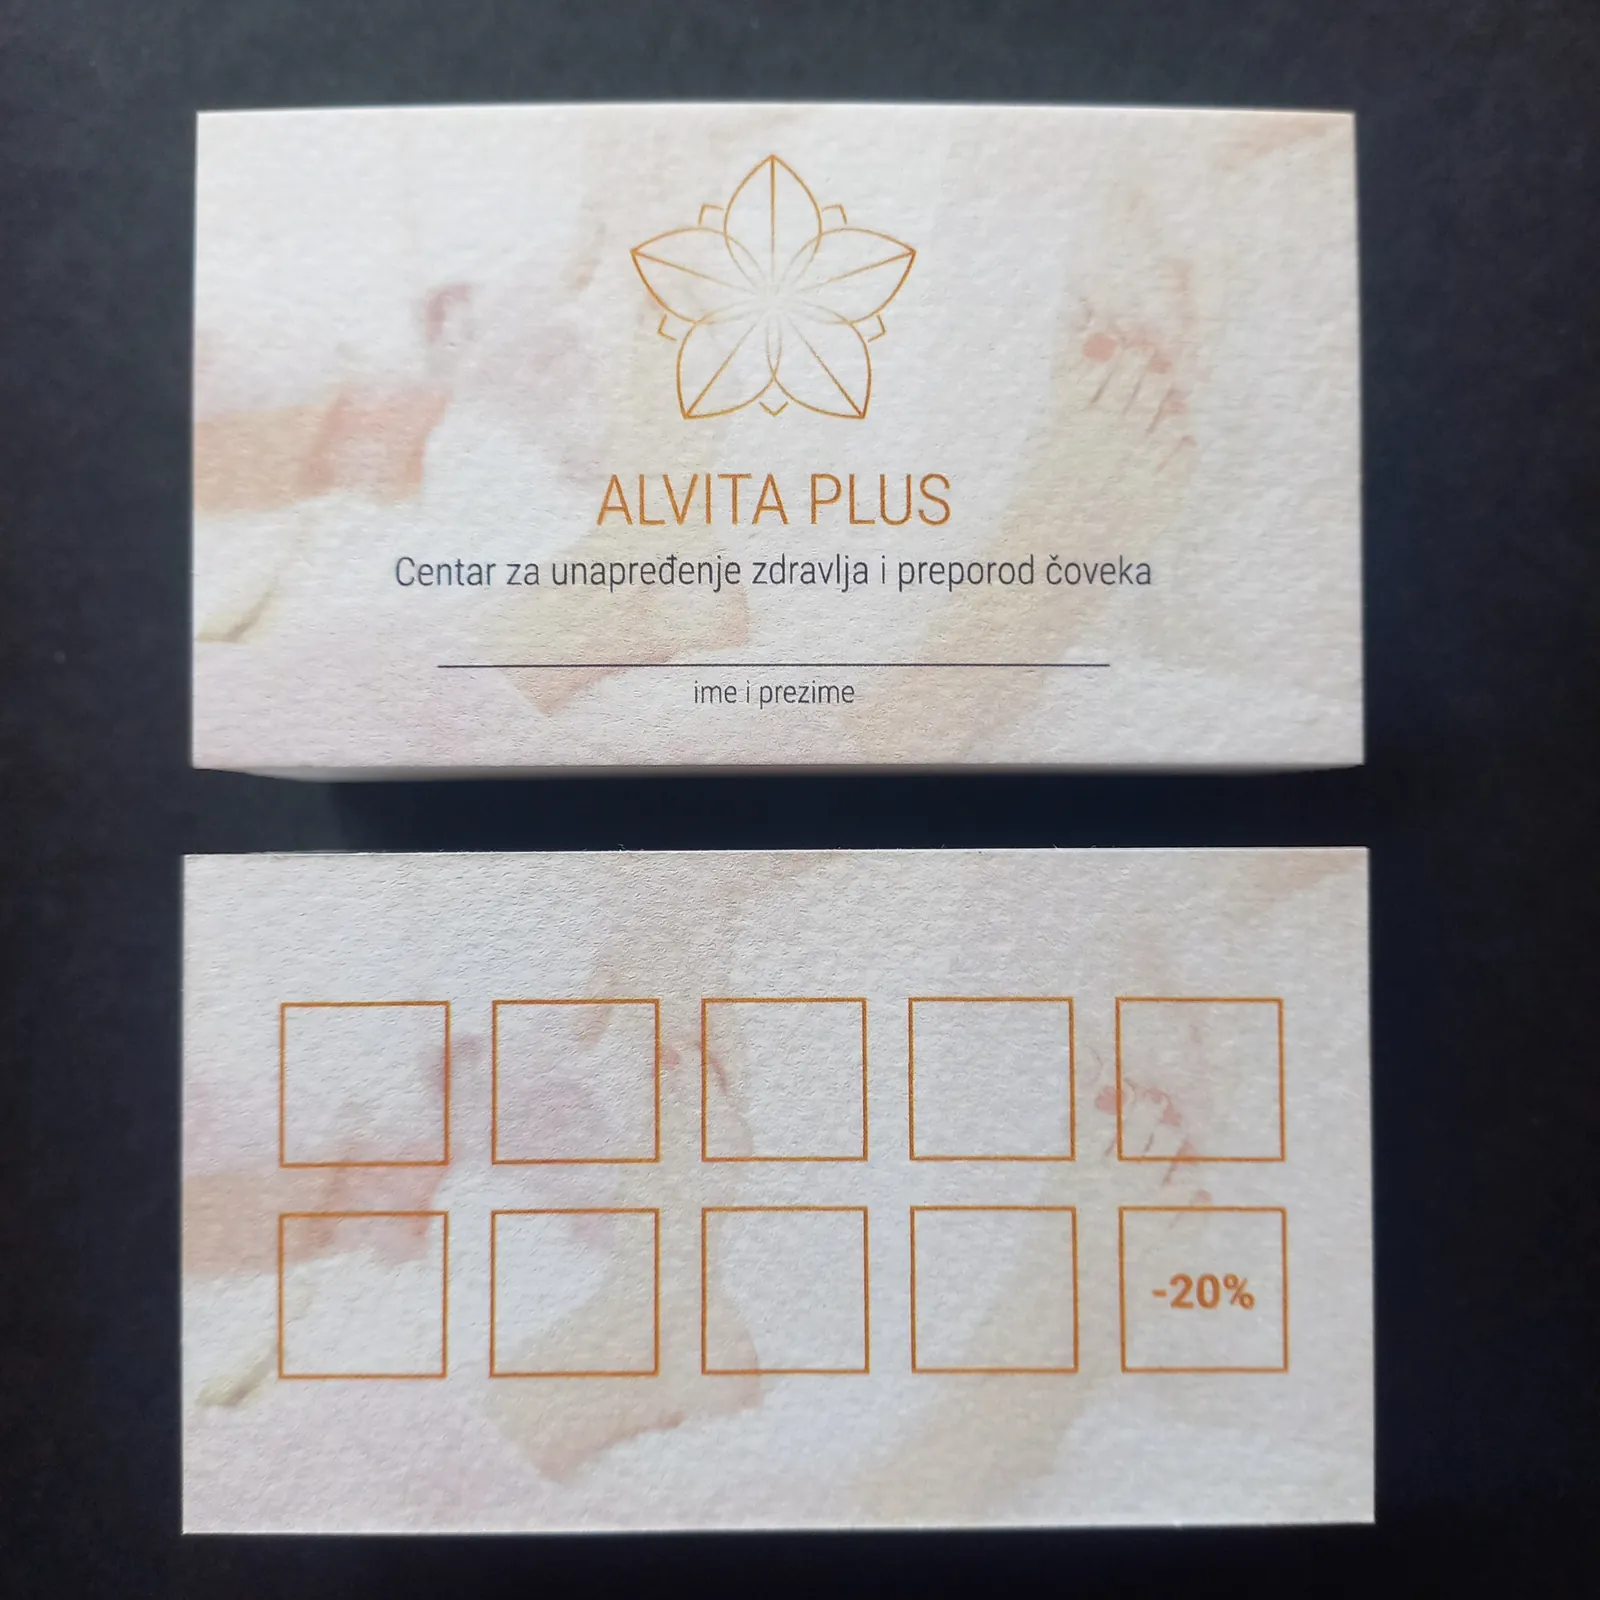 ALVITA PLUS
Centar za unapređenje zdravlja i preporod čoveka
ime i prezime
-20%